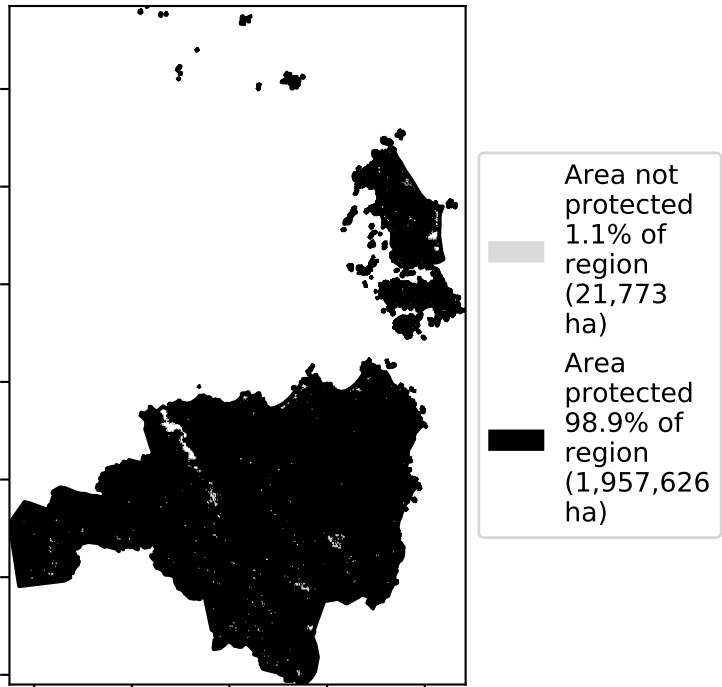 Area not
protected
1.1% of
region
(21,773
ha)
Area
protected
98.9% of
region
(1,957,626
ha)